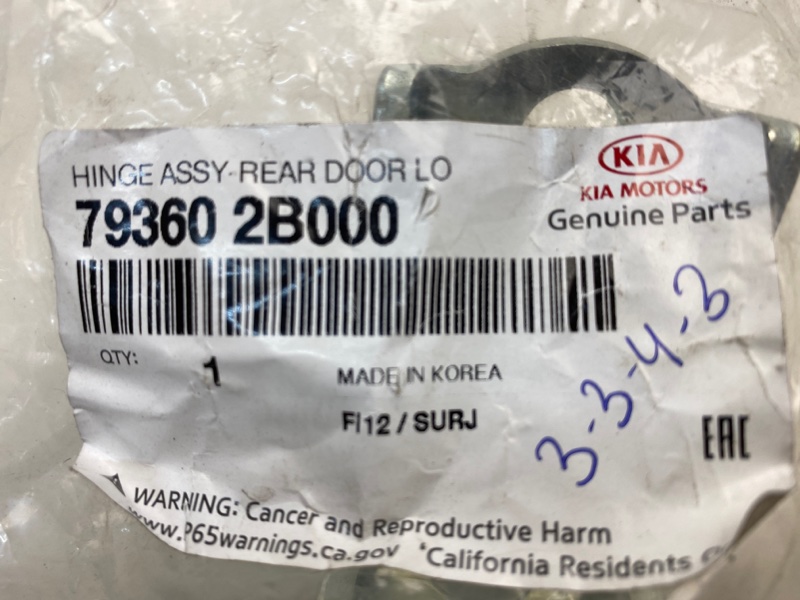 HINGE ASSY-REAR DOOR LO
79360 2B000
KIA
KIA MOTORS
Genuine Parts
QTY: 1
MADE IN KOREA
F|12 / SURJ
3-3-4-3
EAC
WARNING: Cancer and Reproductive Harm
www.P65warnings.ca.gov *California Residents